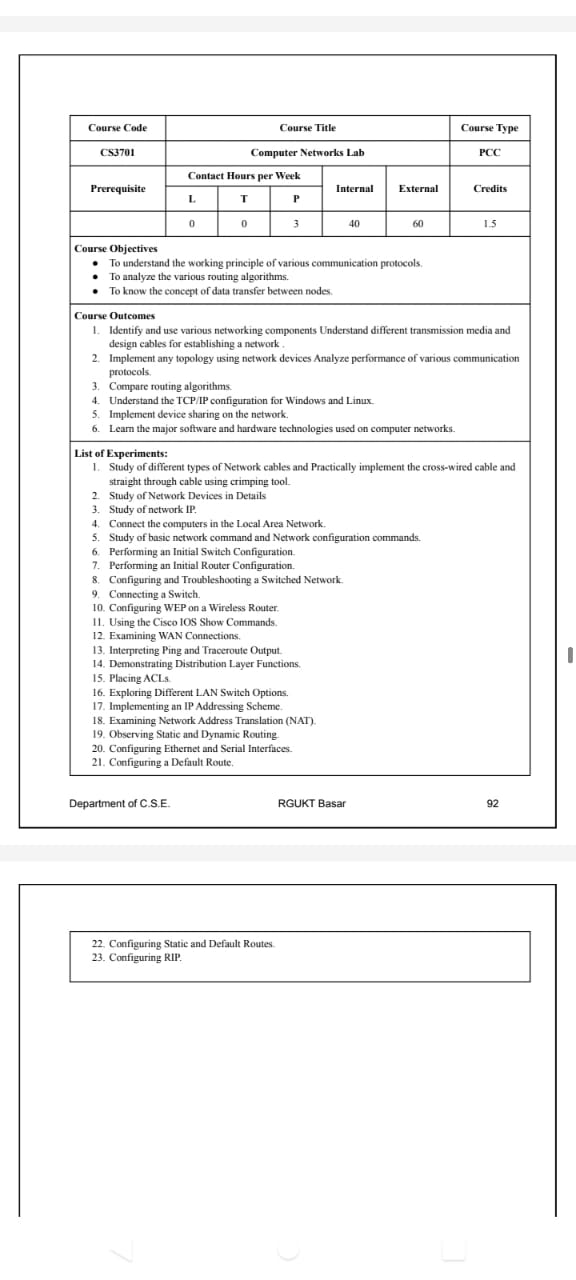 Course Code Course Title Course Type
CS3701 Computer Networks Lab PCC
Prerequisite Contact Hours per Week Internal External Credits
L T P
0 0 3 40 60 1.5
Course Objectives
• To understand the working principle of various communication protocols.
• To analyze the various routing algorithms.
• To know the concept of data transfer between nodes.
Course Outcomes
1. Identify and use various networking components Understand different transmission media and
design cables for establishing a network .
2. Implement any topology using network devices Analyze performance of various communication
protocols.
3. Compare routing algorithms.
4. Understand the TCP/IP configuration for Windows and Linux.
5. Implement device sharing on the network.
6. Learn the major software and hardware technologies used on computer networks.
List of Experiments:
1. Study of different types of Network cables and Practically implement the cross-wired cable and
straight through cable using crimping tool.
2. Study of Network Devices in Details
3. Study of network IP.
4. Connect the computers in the Local Area Network.
5. Study of basic network command and Network configuration commands.
6. Performing an Initial Switch Configuration.
7. Performing an Initial Router Configuration.
8. Configuring and Troubleshooting a Switched Network.
9. Connecting a Switch.
10. Configuring WEP on a Wireless Router.
11. Using the Cisco IOS Show Commands.
12. Examining WAN Connections.
13. Interpreting Ping and Traceroute Output.
14. Demonstrating Distribution Layer Functions.
15. Placing ACLs.
16. Exploring Different LAN Switch Options.
17. Implementing an IP Addressing Scheme.
18. Examining Network Address Translation (NAT).
19. Observing Static and Dynamic Routing.
20. Configuring Ethernet and Serial Interfaces.
21. Configuring a Default Route.
Department of C.S.E. RGUKT Basar 92
22. Configuring Static and Default Routes.
23. Configuring RIP.